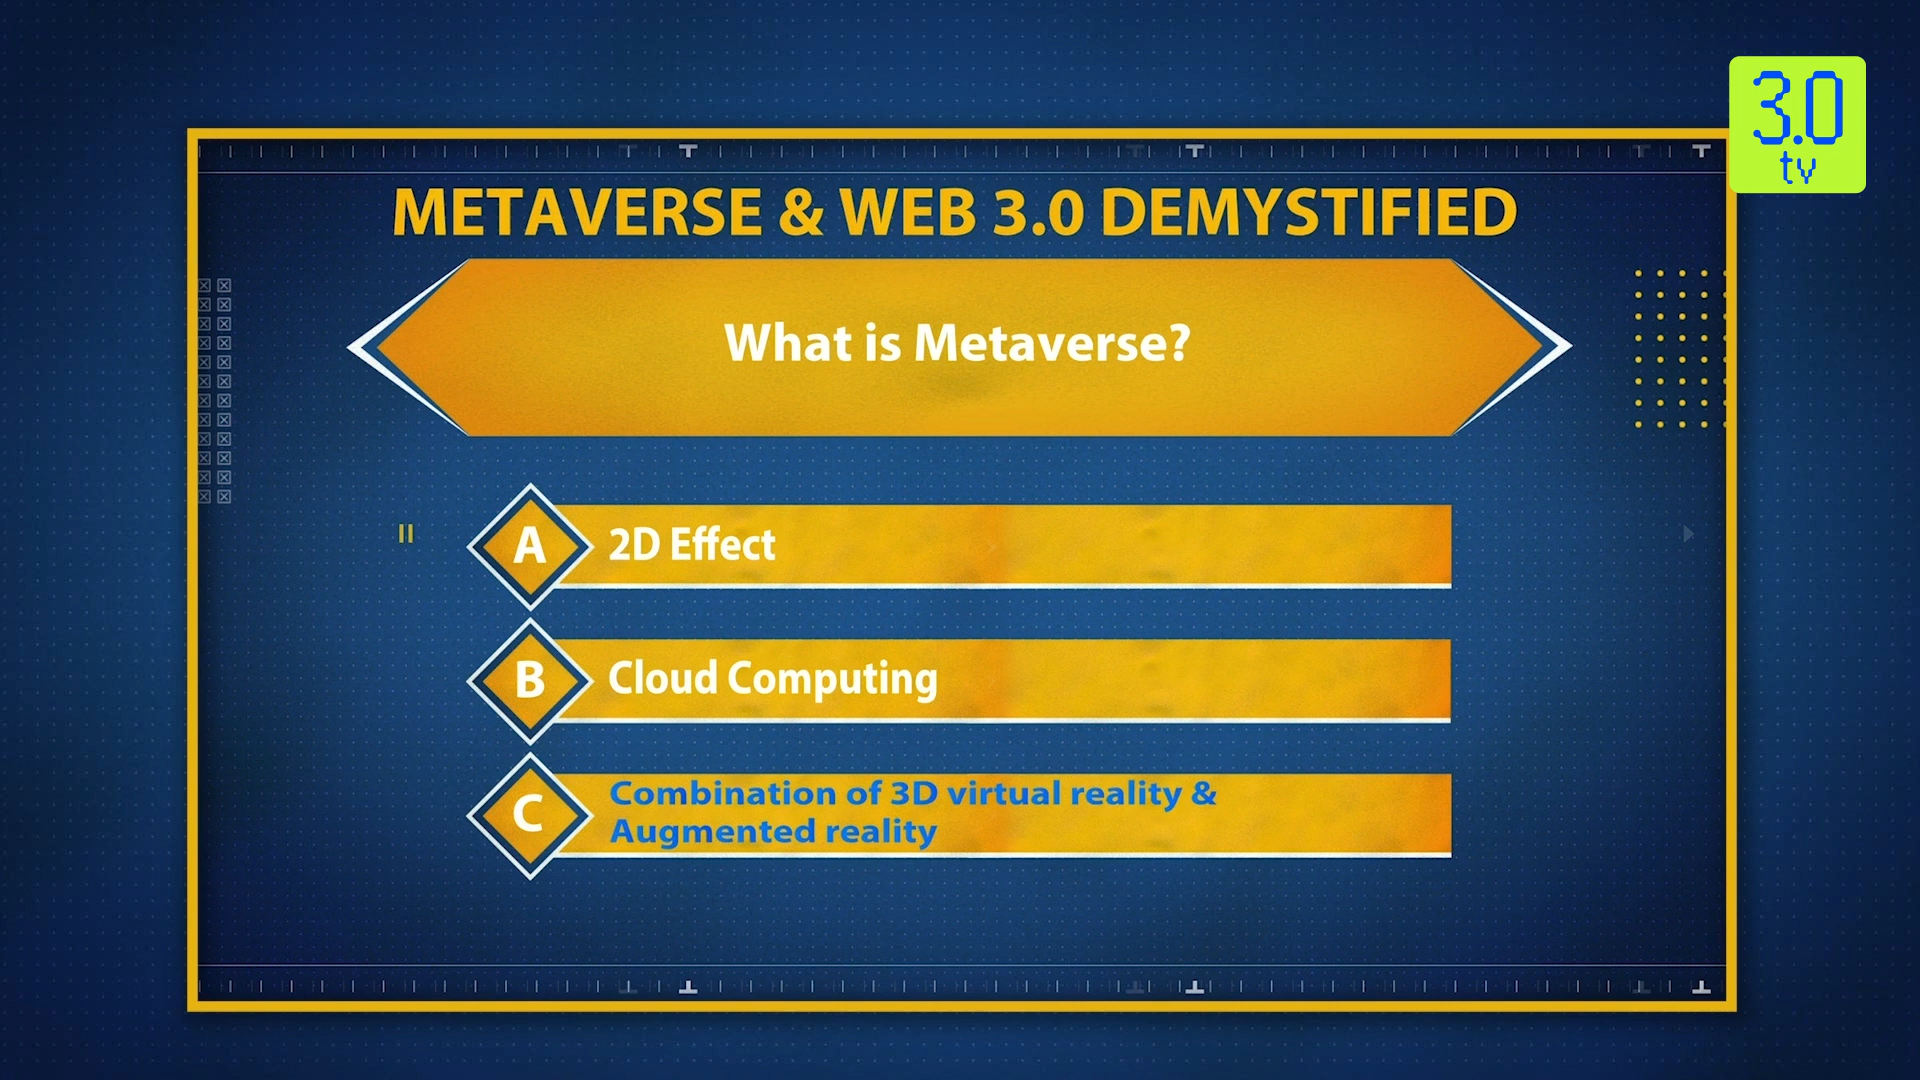 3.0
tv
METAVERSE & WEB 3.0 DEMYSTIFIED
What is Metaverse?
A 2D Effect
B Cloud Computing
C Combination of 3D virtual reality &
Augmented reality